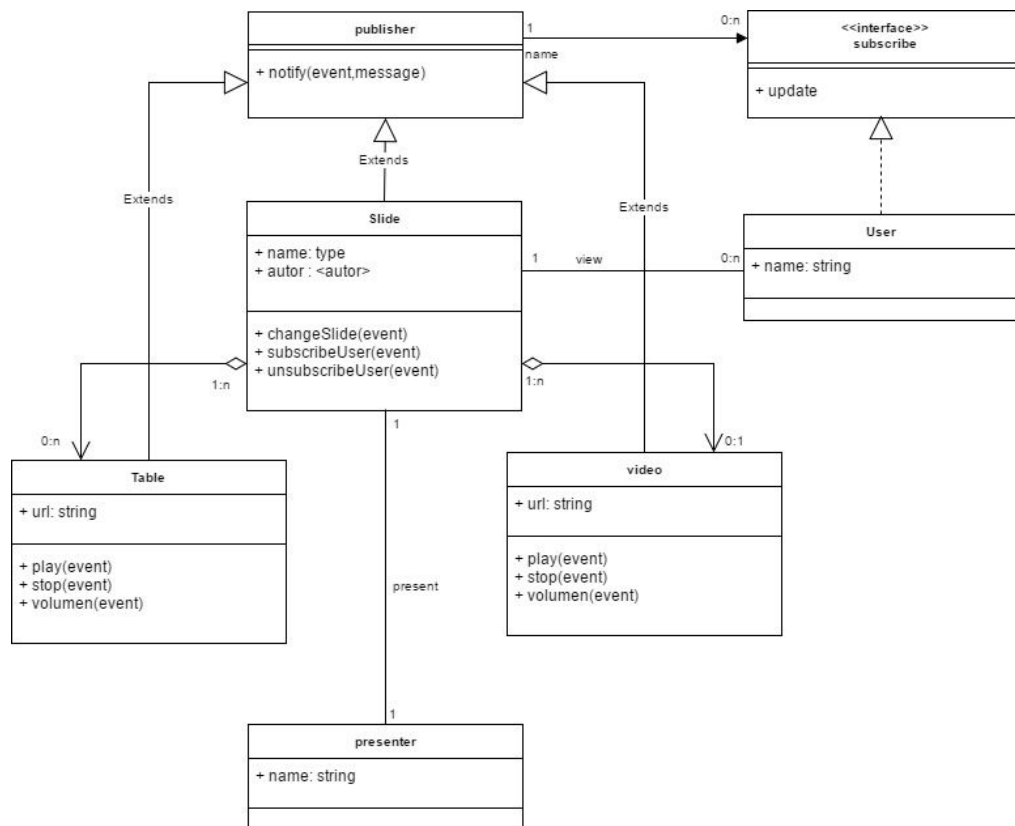 publisher
+ notify(event,message)
1
0:n
name
<<interface>>
subscribe
+ update
Extends
Extends
Extends
Slide
+ name: type
+ autor : <autor>
+ changeSlide(event)
+ subscribeUser(event)
+ unsubscribeUser(event)
1
view
0:n
User
+ name: string
1:n
1:n
0:n
0:1
1
Table
+ url: string
+ play(event)
+ stop(event)
+ volumen(event)
video
+ url: string
+ play(event)
+ stop(event)
+ volumen(event)
present
1
presenter
+ name: string